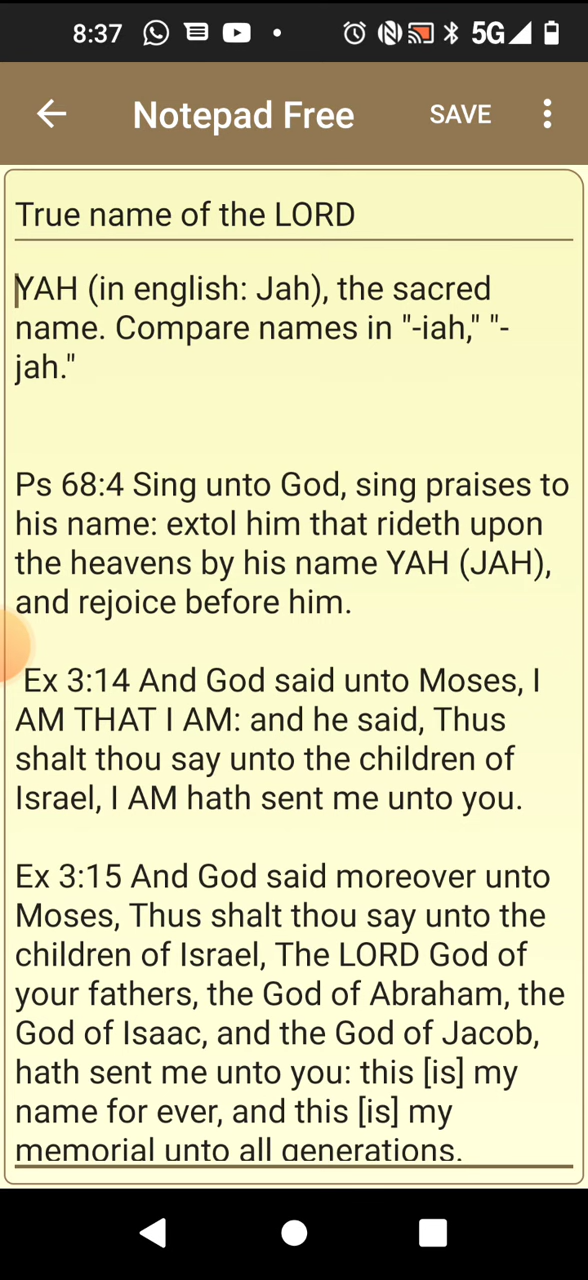 8:37 5G
Notepad Free SAVE
True name of the LORD
YAH (in english: Jah), the sacred
name. Compare names in "-iah," "-
jah."
Ps 68:4 Sing unto God, sing praises to
his name: extol him that rideth upon
the heavens by his name YAH (JAH),
and rejoice before him.
Ex 3:14 And God said unto Moses, I
AM THAT I AM: and he said, Thus
shalt thou say unto the children of
Israel, I AM hath sent me unto you.
Ex 3:15 And God said moreover unto
Moses, Thus shalt thou say unto the
children of Israel, The LORD God of
your fathers, the God of Abraham, the
God of Isaac, and the God of Jacob,
hath sent me unto you: this [is] my
name for ever, and this [is] my
memorial unto all generations.